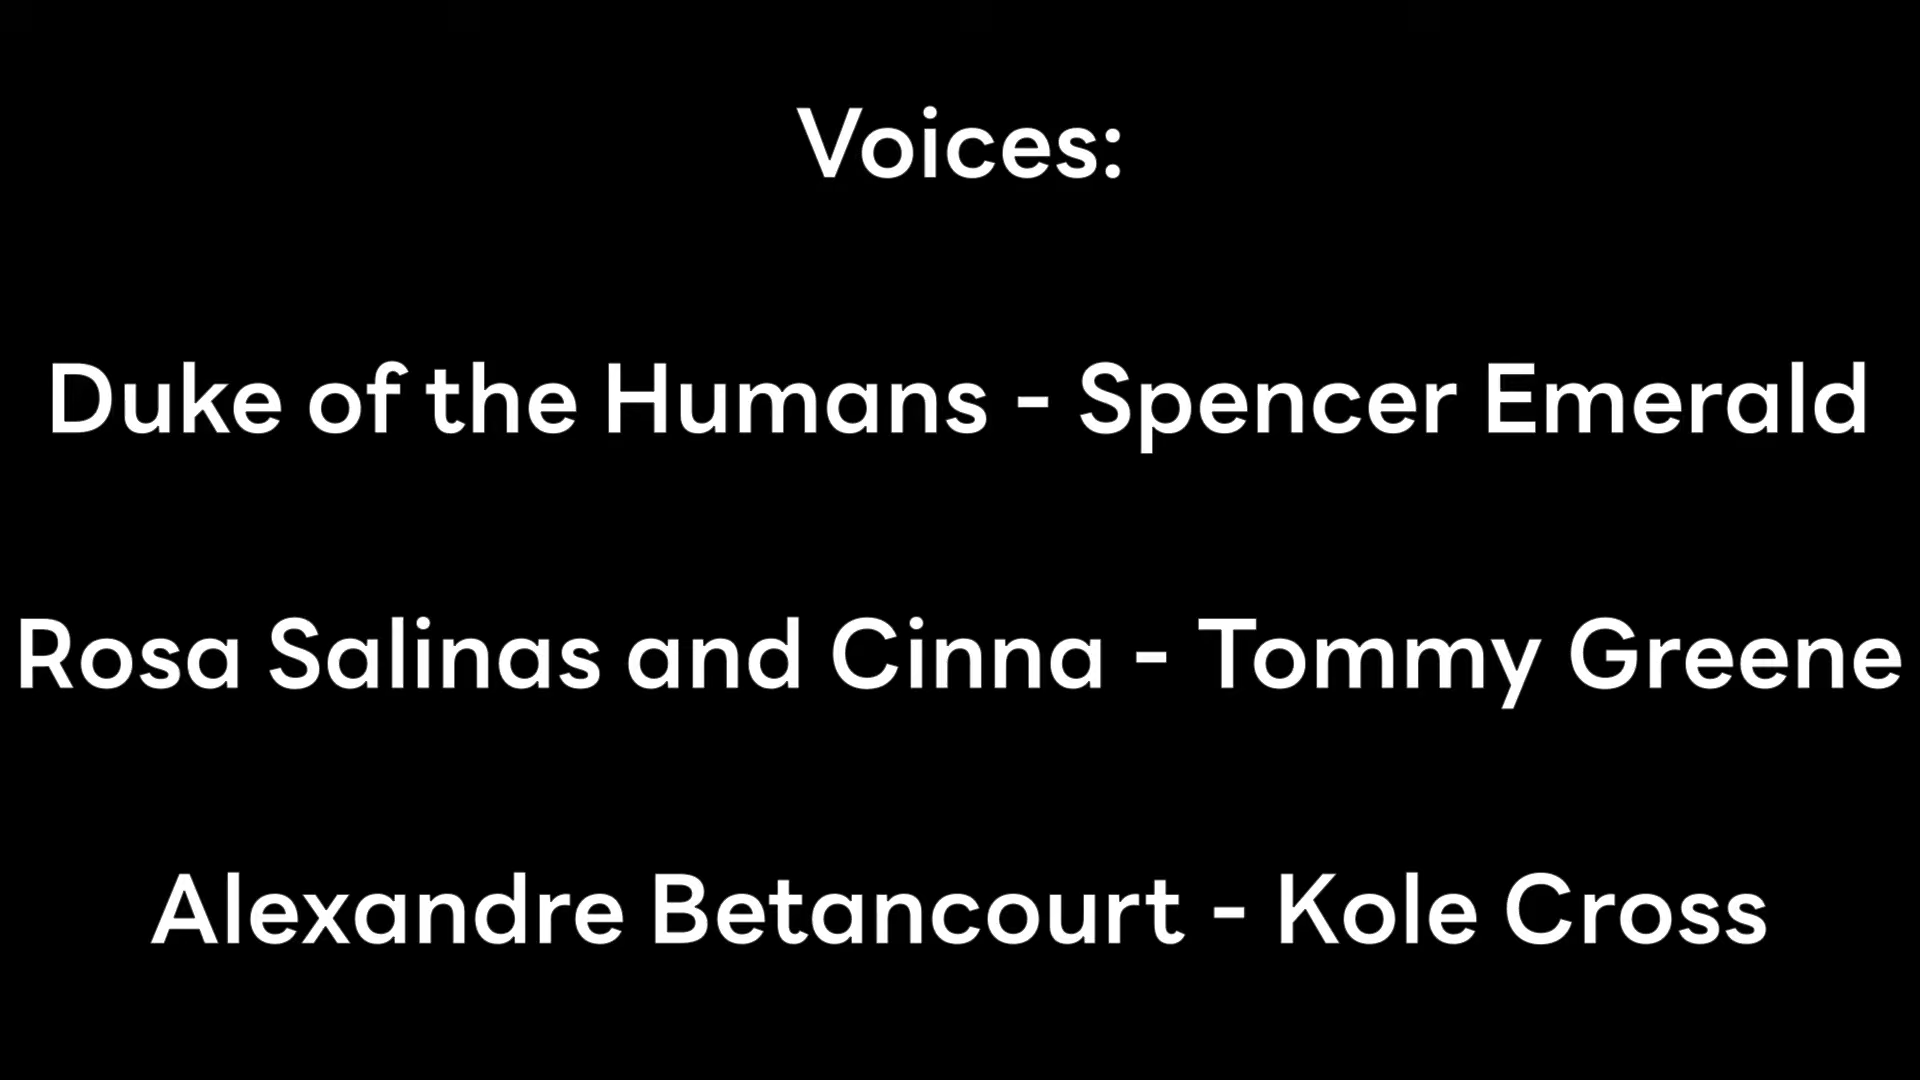 Voices:
Duke of the Humans - Spencer Emerald
Rosa Salinas and Cinna - Tommy Greene
Alexandre Betancourt - Kole Cross